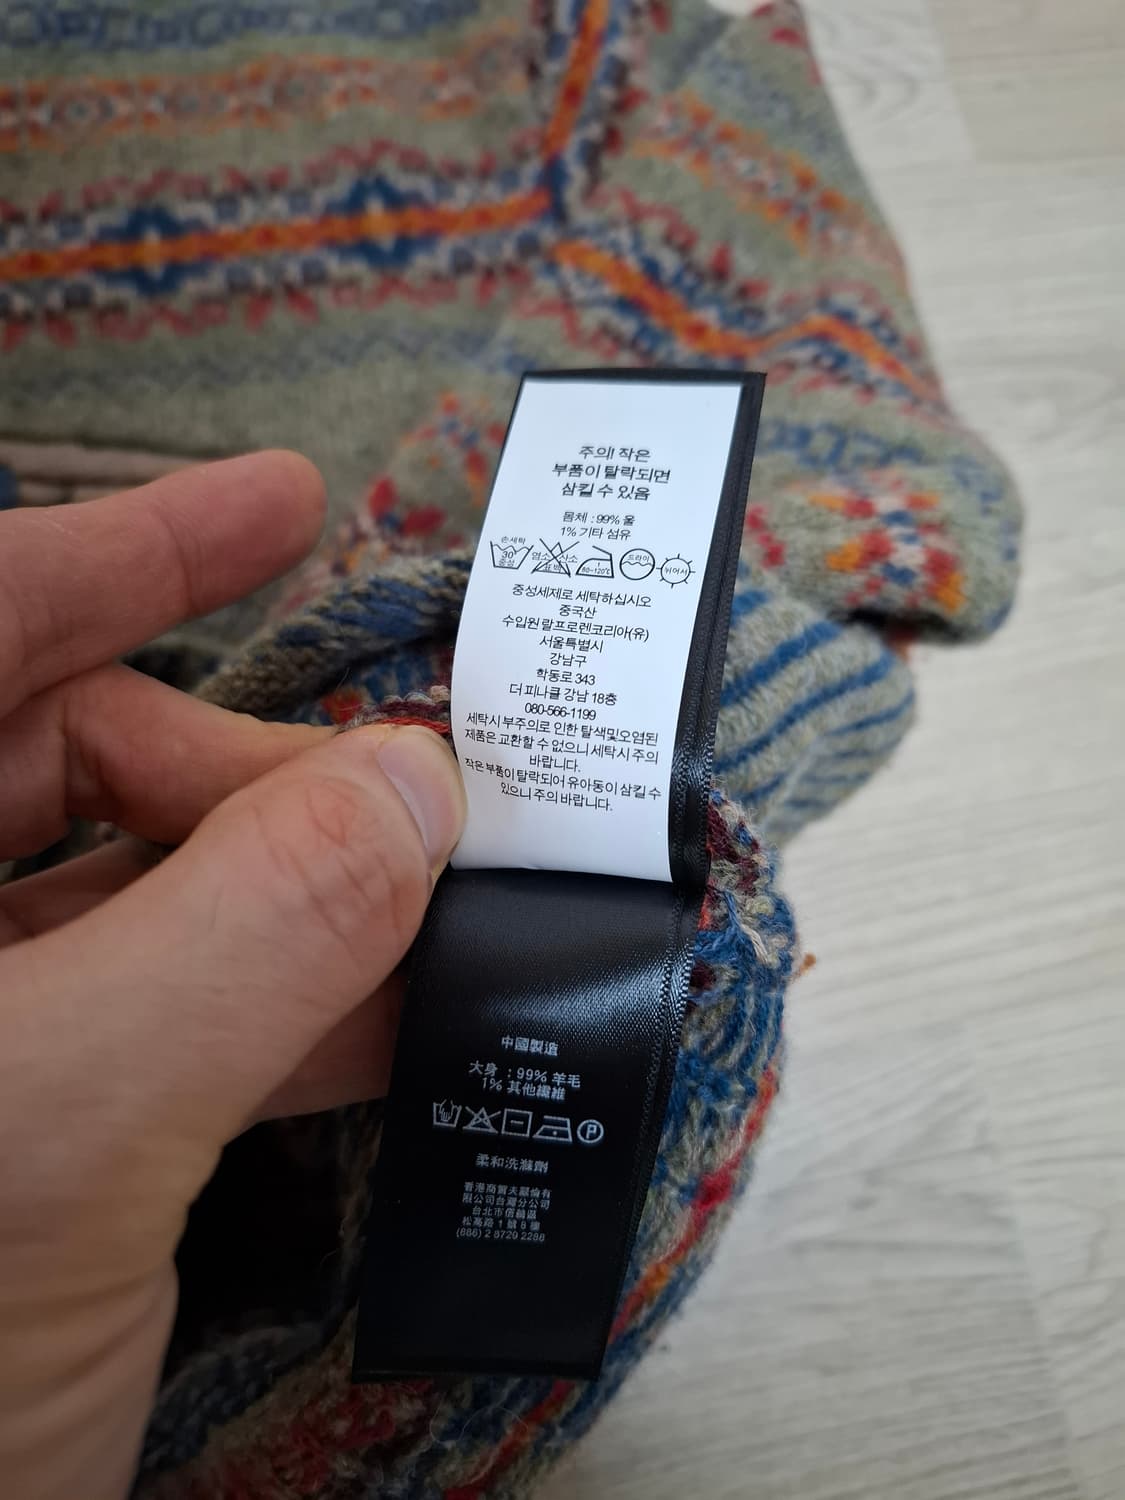 주의! 작은
부품이 탈락되면
삼킬 수 있음
몸체 : 99% 울
1% 기타 섬유
손세탁
30°
중성
염소 산소
표백
80~120℃
드라이
뉘어서
중성세제로 세탁하십시오
중국산
수입원 랄프로렌코리아(유)
서울특별시
강남구
학동로 343
더 피나클 강남 18층
080-566-1199
세탁시 부주의로 인한 탈색및오염된
제품은 교환할 수 없으니 세탁시 주의
바랍니다.
작은 부품이 탈락되어 유아동이 삼킬 수
있으니 주의 바랍니다.
中國製造
大身 : 99% 羊毛
1% 其他纖維
P
柔和洗滌劑
香港商賀夫羅倫有
限公司台灣分公司
台北市信義區
松高路 1 號 8 樓
(886) 2 8729 2288